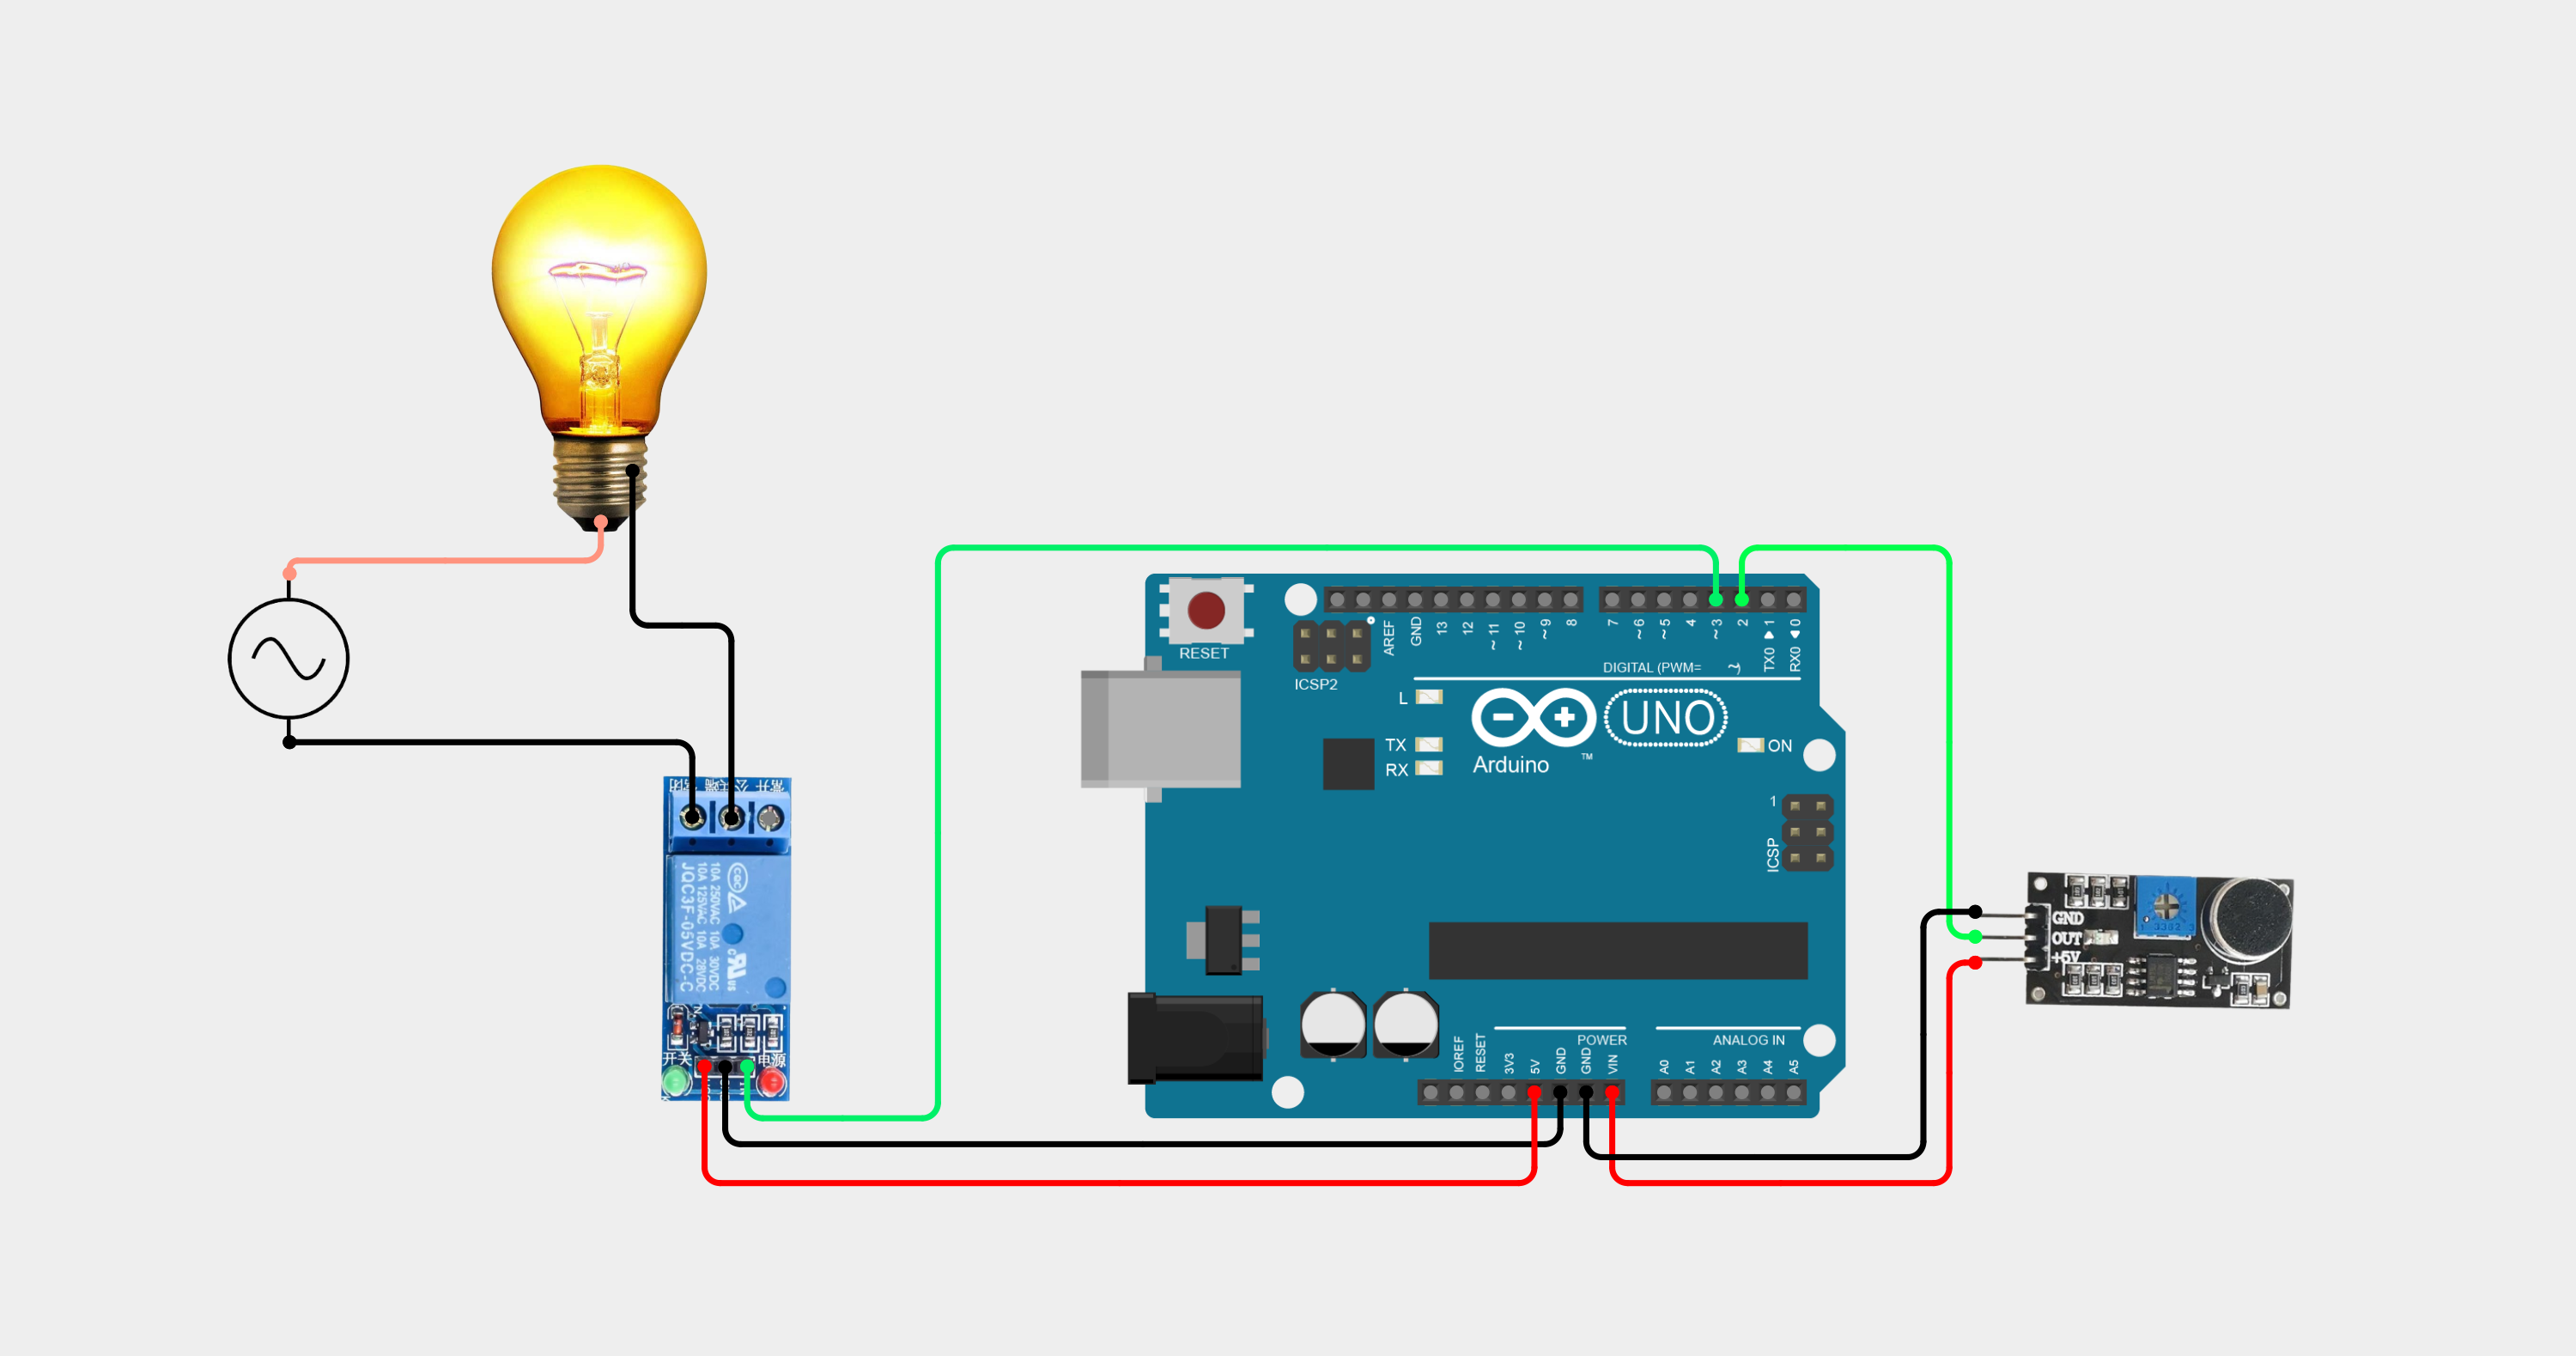 RESET
ICSP2
AREF
GND
13
12
~11
~10
~9
8
7
~6
~5
4
~3
2
TX0 ▶ 1
RX0 ◀ 0
DIGITAL (PWM= ~)
L
TX
RX
UNO
Arduino
TM
ON
1
ICSP
POWER
ANALOG IN
IOREF
RESET
3V3
5V
GND
GND
VIN
A0
A1
A2
A3
A4
A5
10A 250VAC 10A 30VDC
10A 125VAC 10A 28VDC
JQC3F-05VDC-C
CQC
c us
开关
电源
GND
OUT
+5V
3362